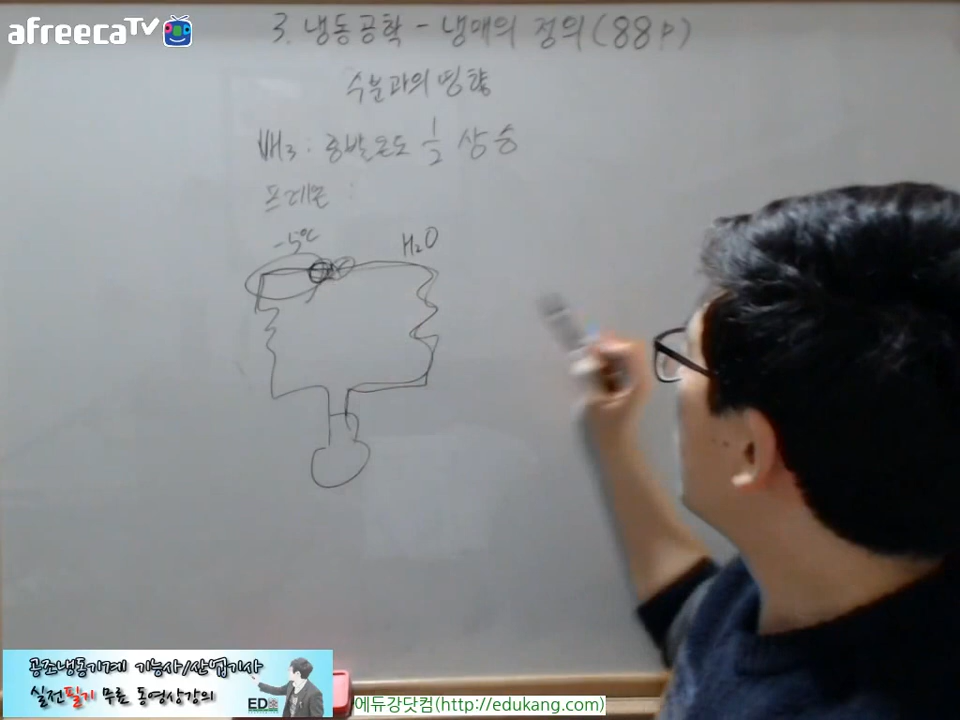 afreecaTV
3. 냉동공학 - 냉매의 정의(88p)
수분과의 영향
증발온도 1/2 상승
프레온 :
-5℃
H₂O
공조냉동기계 기능사/산업기사
실전필기 무료 동영상강의
ED
에듀강닷컴(http://edukang.com)